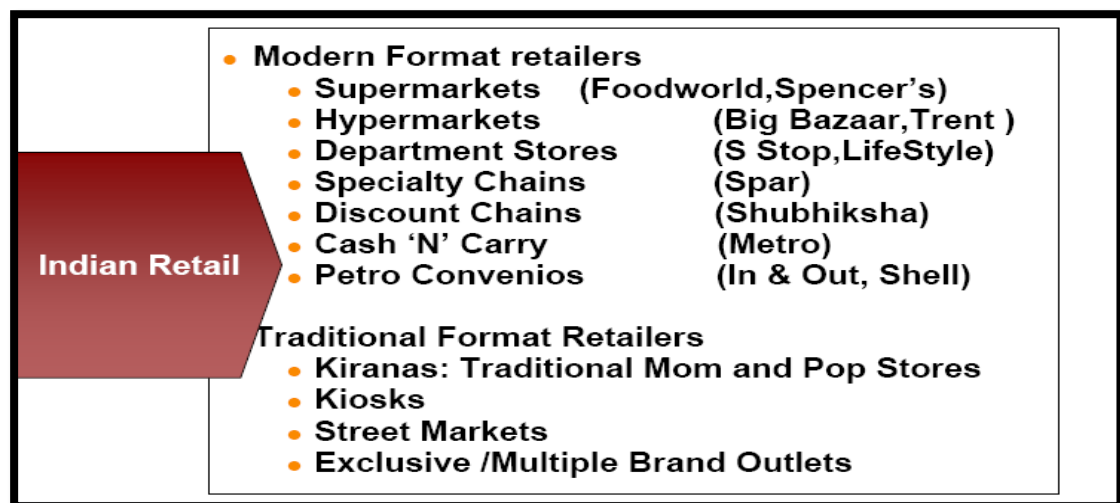 Indian Retail
• Modern Format retailers
• Supermarkets (Foodworld,Spencer's)
• Hypermarkets (Big Bazaar,Trent )
• Department Stores (S Stop,LifeStyle)
• Specialty Chains (Spar)
• Discount Chains (Shubhiksha)
• Cash ‘N’ Carry (Metro)
• Petro Convenios (In & Out, Shell)
Traditional Format Retailers
• Kiranas: Traditional Mom and Pop Stores
• Kiosks
• Street Markets
• Exclusive /Multiple Brand Outlets